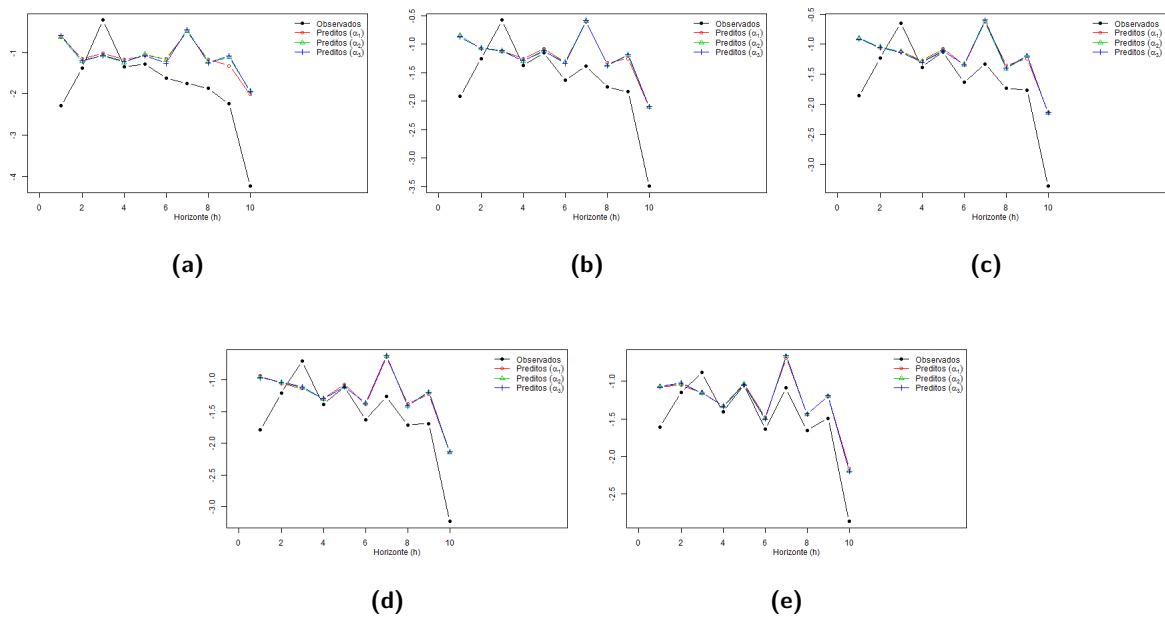 Observados
Preditos (α₁)
Preditos (α₂)
Preditos (α₃)
-1
-2
-3
-4
0 2 4 6 8 10
Horizonte (h)
(a)
Observados
Preditos (α₁)
Preditos (α₂)
Preditos (α₃)
-0.5
-1.0
-1.5
-2.0
-2.5
-3.0
-3.5
0 2 4 6 8 10
Horizonte (h)
(b)
Observados
Preditos (α₁)
Preditos (α₂)
Preditos (α₃)
-0.5
-1.0
-1.5
-2.0
-2.5
-3.0
0 2 4 6 8 10
Horizonte (h)
(c)
Observados
Preditos (α₁)
Preditos (α₂)
Preditos (α₃)
-1.0
-1.5
-2.0
-2.5
-3.0
0 2 4 6 8 10
Horizonte (h)
(d)
Observados
Preditos (α₁)
Preditos (α₂)
Preditos (α₃)
-1.0
-1.5
-2.0
-2.5
0 2 4 6 8 10
Horizonte (h)
(e)